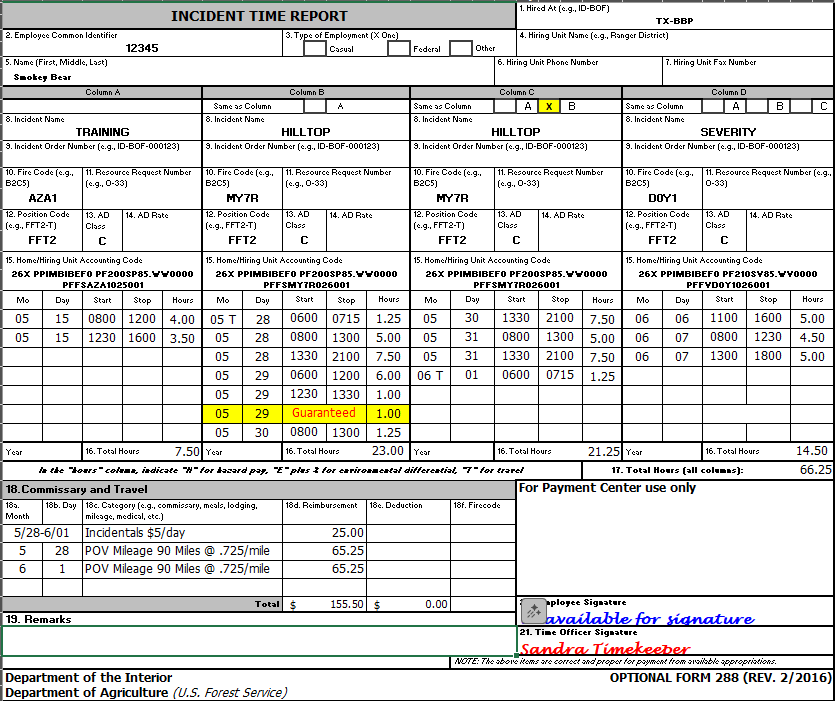 INCIDENT TIME REPORT
1. Hired At (e.g., ID-BOF)
TX-BBP
2. Employee Common Identifier
12345
3. Type of Employment (X One)
Casual Federal Other
4. Hiring Unit Name (e.g., Ranger District)
5. Name (First, Middle, Last)
Smokey Bear
6. Hiring Unit Phone Number
7. Hiring Unit Fax Number
Column A Column B Column C Column D
Same as Column A Same as Column A X B Same as Column A B C
8. Incident Name 8. Incident Name 8. Incident Name 8. Incident Name
TRAINING HILLTOP HILLTOP SEVERITY
9. Incident Order Number (e.g., ID-BOF-000123) 9. Incident Order Number (e.g., ID-BOF-000123) 9. Incident Order Number (e.g., ID-BOF-000123) 9. Incident Order Number (e.g., ID-BOF-000123)
10. Fire Code (e.g., 11. Resource Request Number 10. Fire Code (e.g., 11. Resource Request Number 10. Fire Code (e.g., 11. Resource Request Number 10. Fire Code (e.g., 11. Resource Request Number (e.g.,
B2C5) (e.g., O-33) B2C5) (e.g., O-33) B2C5) (e.g., O-33) B2C5) O-33)
AZA1 MY7R MY7R D0Y1
12. Position Code 13. AD 14. AD Rate 12. Position Code 13. AD 14. AD Rate 12. Position Code 13. AD 14. AD Rate 12. Position Code 13. AD 14. AD Rate
(e.g., FFT2-T) Class (e.g., FFT2-T) Class (e.g., FFT2-T) Class (e.g., FFT2-T) Class
FFT2 C FFT2 C FFT2 C FFT2 C
15. Home/Hiring Unit Accounting Code 15. Home/Hiring Unit Accounting Code 15. Home/Hiring Unit Accounting Code 15. Home/Hiring Unit Accounting Code
26X PPIMBIBEF0 PF200SP85.WW0000 26X PPIMBIBEF0 PF200SP85.WW0000 26X PPIMBIBEF0 PF200SP85.WW0000 26X PPIMBIBEF0 PF210SY85.WW0000
PFFSAZA1025001 PFFSMY7R026001 PFFSMY7R026001 PFFYD0Y1026001
Mo Day Start Stop Hours Mo Day Start Stop Hours Mo Day Start Stop Hours Mo Day Start Stop Hours
05 15 0800 1200 4.00 05 T 28 0600 0715 1.25 05 30 1330 2100 7.50 06 06 1100 1600 5.00
05 15 1230 1600 3.50 05 28 0800 1300 5.00 05 31 0800 1300 5.00 06 07 0800 1230 4.50
05 28 1330 2100 7.50 05 31 1330 2100 7.50 06 07 1300 1800 5.00
05 29 0600 1200 6.00 06 T 01 0600 0715 1.25
05 29 1230 1330 1.00
05 29 Guaranteed 1.00
05 30 0800 1300 1.25
Year 16. Total Hours 7.50 Year 16. Total Hours 23.00 Year 16. Total Hours 21.25 Year 16. Total Hours 14.50
In the "hours" column, indicate "H" for hazard pay, "E" plus % for environmental differential, "T" for travel 17. Total Hours (all columns): 66.25
18. Commissary and Travel
For Payment Center use only
18a. 18b. Day 18c. Category (e.g., commissary, meals, lodging, 18d. Reimbursement 18e. Deduction 18f. Firecode
Month mileage, medical, etc.)
5/28-6/01 Incidentals $5/day 25.00
5 28 POV Mileage 90 Miles @ .725/mile 65.25
6 1 POV Mileage 90 Miles @ .725/mile 65.25
Total $ 155.50 $ 0.00
mployee Signature
available for signature
19. Remarks
21. Time Officer Signature
Sandra Timekeeper
NOTE: The above items are correct and proper for payment from available appropriations.
Department of the Interior
OPTIONAL FORM 288 (REV. 2/2016)
Department of Agriculture (U.S. Forest Service)